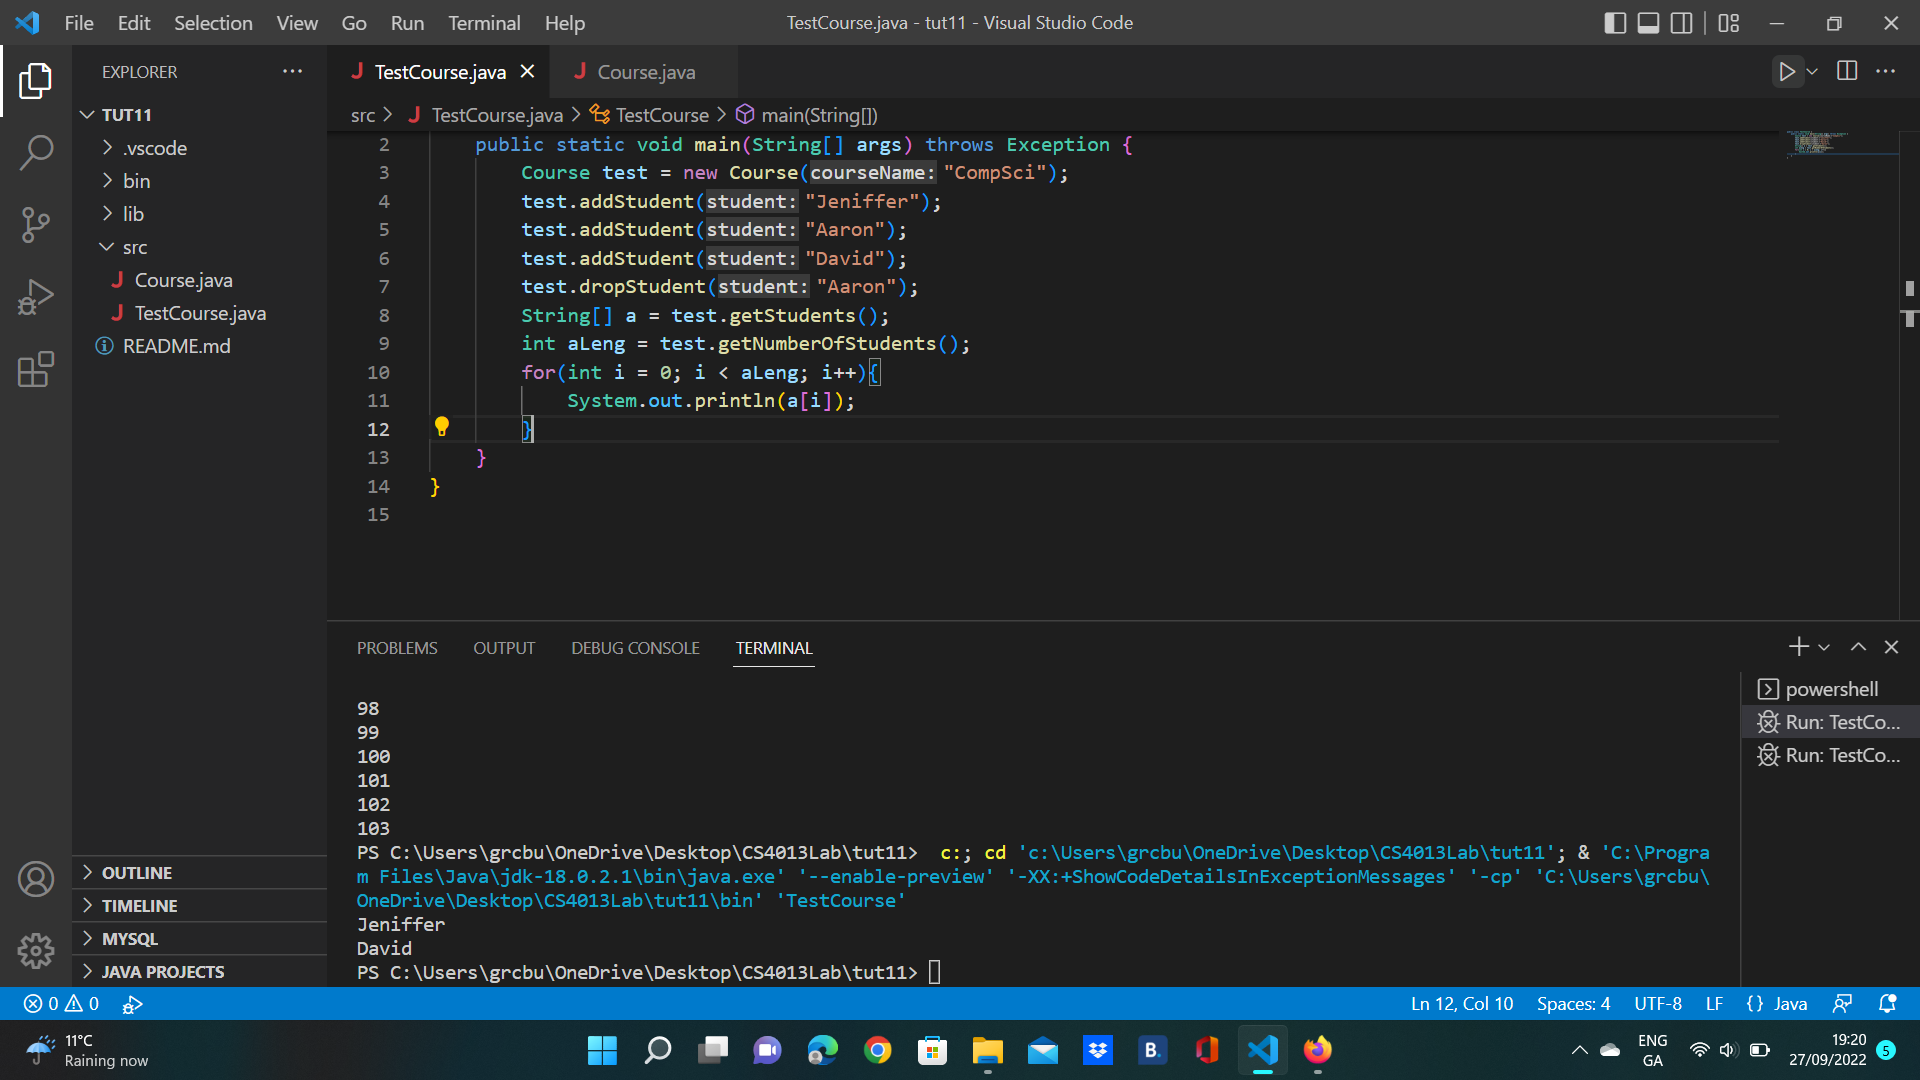 File Edit Selection View Go Run Terminal Help
TestCourse.java - tut11 - Visual Studio Code
EXPLORER
TUT11
.vscode
bin
lib
src
Course.java
TestCourse.java
README.md
OUTLINE
TIMELINE
MYSQL
JAVA PROJECTS
TestCourse.java Course.java
src > TestCourse.java > TestCourse > main(String[])
2 public static void main(String[] args) throws Exception {
3 Course test = new Course(courseName: "CompSci");
4 test.addStudent(student: "Jeniffer");
5 test.addStudent(student: "Aaron");
6 test.addStudent(student: "David");
7 test.dropStudent(student: "Aaron");
8 String[] a = test.getStudents();
9 int aLeng = test.getNumberOfStudents();
10 for(int i = 0; i < aLeng; i++){
11 System.out.println(a[i]);
12 }
13 }
14 }
15
PROBLEMS OUTPUT DEBUG CONSOLE TERMINAL
98
99
100
101
102
103
PS C:\Users\grcbu\OneDrive\Desktop\CS4013Lab\tut11> c:; cd 'c:\Users\grcbu\OneDrive\Desktop\CS4013Lab\tut11'; & 'C:\Progra
m Files\Java\jdk-18.0.2.1\bin\java.exe' '--enable-preview' '-XX:+ShowCodeDetailsInExceptionMessages' '-cp' 'C:\Users\grcbu\
OneDrive\Desktop\CS4013Lab\tut11\bin' 'TestCourse'
Jeniffer
David
PS C:\Users\grcbu\OneDrive\Desktop\CS4013Lab\tut11>
powershell
Run: TestCo...
Run: TestCo...
0 0
Ln 12, Col 10 Spaces: 4 UTF-8 LF {} Java
11°C
Raining now
B.
ENG
GA
19:20
27/09/2022
5